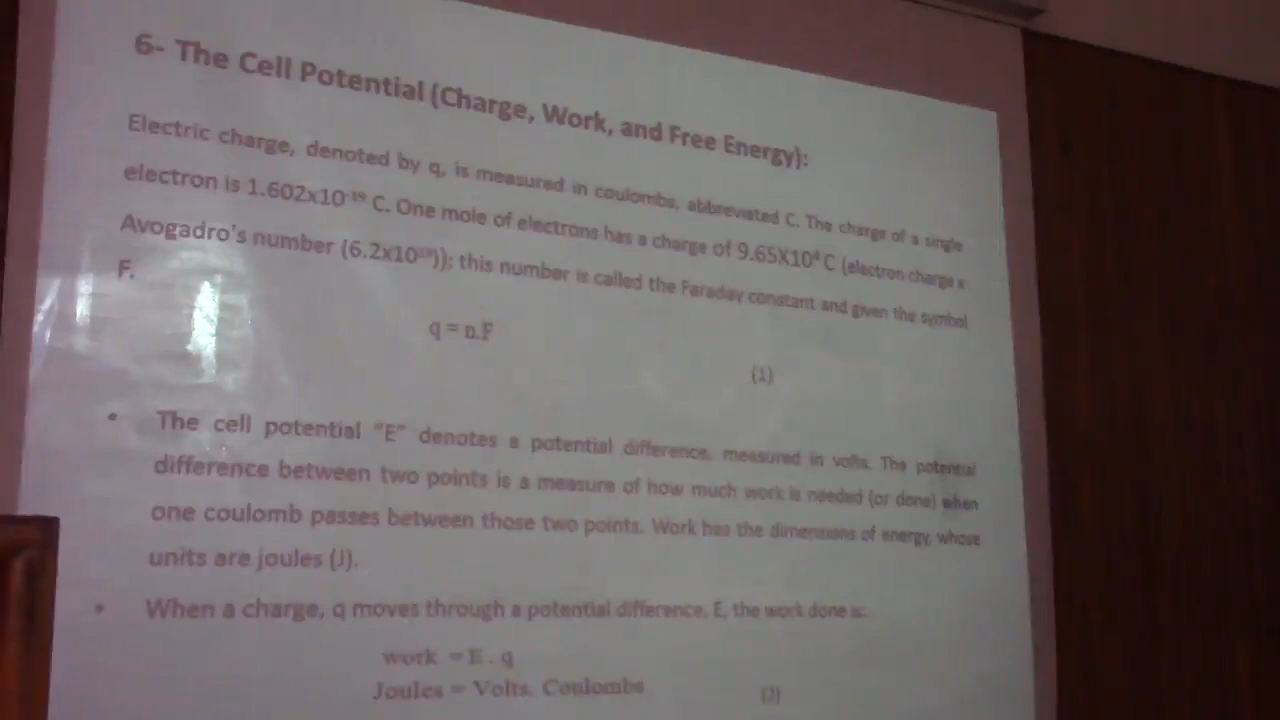 6- The Cell Potential (Charge, Work, and Free Energy):
Electric charge, denoted by q, is measured in coulombs, abbreviated C. The charge of a single
electron is 1.602x10⁻¹⁹ C. One mole of electrons has a charge of 9.65X10⁴ C (electron charge x
Avogadro's number (6.2x10)); this number is called the Faraday constant and given the symbol
F.
q = n.F
(1)
• The cell potential "E" denotes a potential difference, measured in volts. The potential
difference between two points is a measure of how much work is needed (or done) when
one coulomb passes between those two points. Work has the dimensions of energy, whose
units are joules (J).
• When a charge, q moves through a potential difference, E, the work done is:
work = E . q
Joules = Volts. Coulombs
(2)